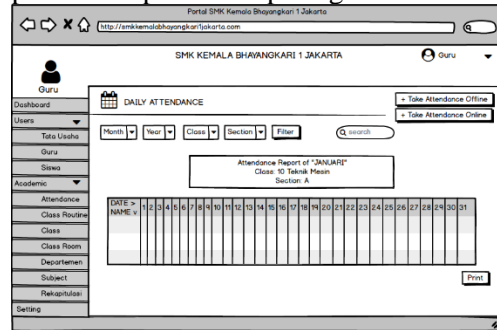 Portal SMK Kemala Bhayangkari 1 Jakarta
http://smkkemalabhayangkari1jakarta.com
SMK KEMALA BHAYANGKARI 1 JAKARTA
Guru
Guru
Dashboard
Users
Tata Usaha
Guru
Siswa
Academic
Attendance
Class Routine
Class
Class Room
Departemen
Subject
Rekapitulasi
Setting
DAILY ATTENDANCE
+ Take Attendance Offline
+ Take Attendance Online
Month Year Class Section Filter search
Attendance Report of "JANUARI"
Class: 10 Teknik Mesin
Section: A
DATE > 1 2 3 4 5 6 7 8 9 10 11 12 13 14 15 16 17 18 19 20 21 22 23 24 25 26 27 28 29 30 31
NAME v
Print